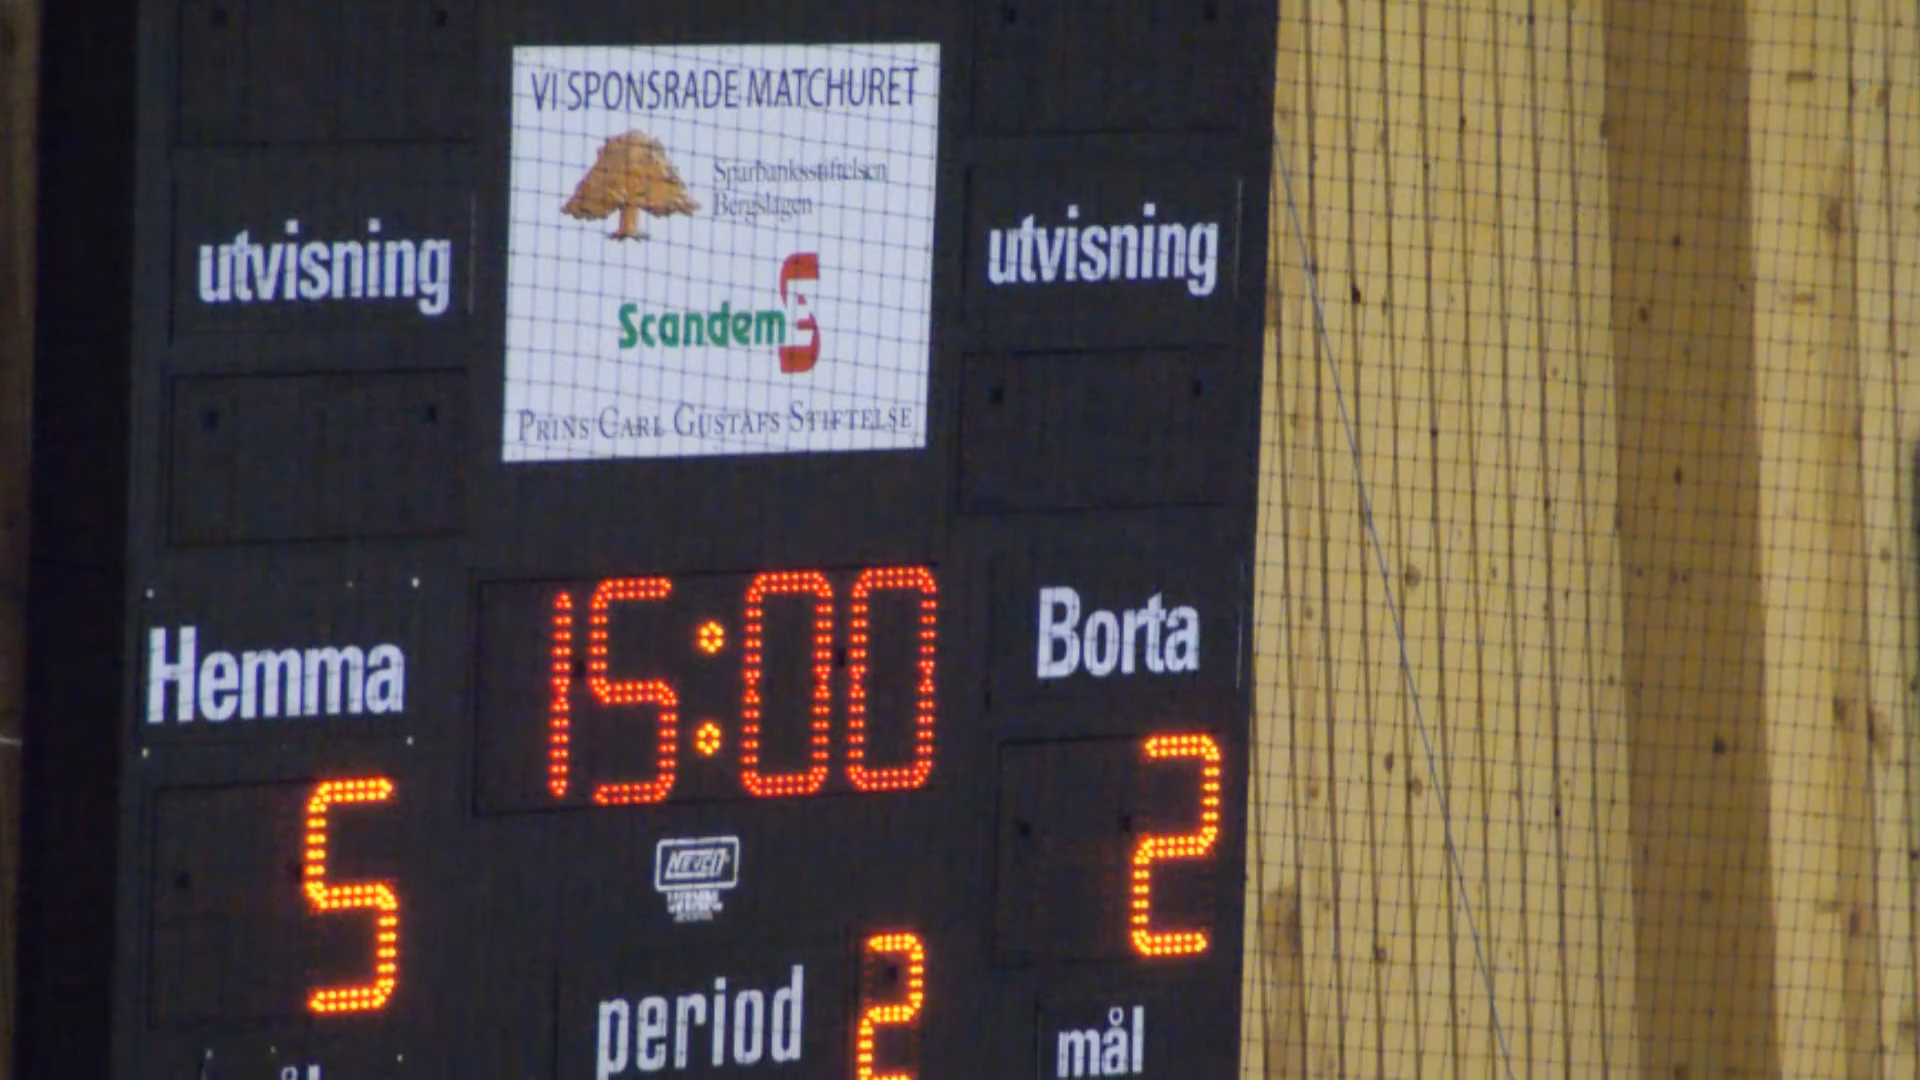 VI SPONSRADE MATCHURET
Sparbanksstiftelsen
Bergslagen
utvisning
utvisning
Scandem
PRINS CARL GUSTAFS STIFTELSE
Hemma
15:00
Borta
5
2
period
2
mål